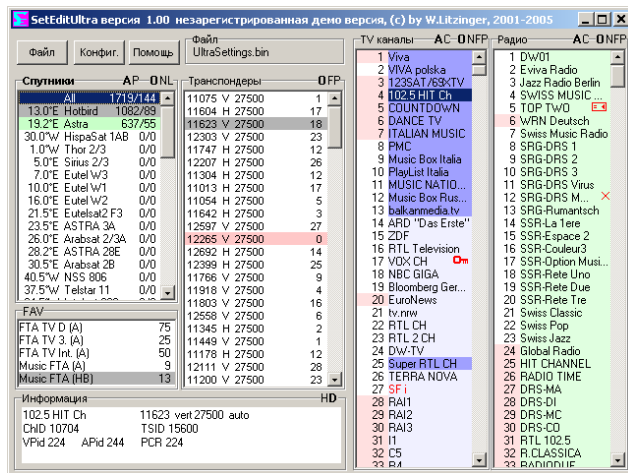 SetEditUltra версия 1.00 незарегистрированная демо версия, (c) by W.Litzinger, 2001-2005
Файл
Конфиг.
Помощь
Файл
UltraSettings.bin
Спутники AP ONL
All 1719/144
13.0°E Hotbird 1082/89
19.2°E Astra 637/55
30.0°W HispaSat 1AB 0/0
1.0°W Thor 2/3 0/0
5.0°E Sirius 2/3 0/0
7.0°E Eutel W3 0/0
10.0°E Eutel W1 0/0
16.0°E Eutel W2 0/0
21.5°E Eutelsat2 F3 0/0
23.5°E ASTRA 3A 0/0
26.0°E Arabsat 2/3A 0/0
28.2°E ASTRA 28E 0/0
30.5°E Arabsat 2B 0/0
40.5°W NSS 806 0/0
37.5°W Telstar 11 0/0
FAV
FTA TV D (A) 75
FTA TV 3. (A) 25
FTA TV Int. (A) 50
Music FTA (A) 9
Music FTA (HB) 13
Транспондеры OFP
11075 V 27500 1
11604 H 27500 17
11623 V 27500 18
12303 V 27500 23
11747 H 27500 12
12207 H 27500 26
11304 H 27500 12
11013 H 27500 17
11054 H 27500 5
11642 H 27500 3
12597 V 27500 27
12265 V 27500 0
12692 H 27500 14
12399 H 27500 25
11766 V 27500 9
11918 V 27500 4
11803 V 27500 16
12558 V 27500 6
11345 H 27500 2
11449 V 27500 1
11178 H 27500 12
12111 V 27500 28
11200 V 27500 23
Информация HD
102.5 HIT Ch 11623 vert 27500 auto
ChID 10704 TSID 15600
VPid 224 APid 244 PCR 224
TV каналы AC ONFP
1 Viva
2 VIVA polska
3 123SAT/6\$XTV
4 102.5 HIT Ch
5 COUNTDOWN
6 DANCE TV
7 ITALIAN MUSIC
8 PMC
9 Music Box Italia
10 PlayList Italia
11 MUSIC NATIO...
12 Music Box Rus...
13 balkanmedia.tv
14 ARD "Das Erste"
15 ZDF
16 RTL Television
17 VOX CH
18 NBC GIGA
19 Bloomberg Ger...
20 EuroNews
21 tv.nrw
22 RTL CH
23 RTL 2 CH
24 DW-TV
25 Super RTL CH
26 TERRA NOVA
27 SF i
28 RAI1
29 RAI2
30 RAI3
31 I1
32 C5
33 R4
Радио AC ONFP
1 DW01
2 Eviva Radio
3 Jazz Radio Berlin
4 SWISS MUSIC ...
5 TOP TWO
6 WRN Deutsch
7 Swiss Music Radio
8 SRG-DRS 1
9 SRG-DRS 2
10 SRG-DRS 3
11 SRG-DRS Virus
12 SRG-DRS M...
13 SRG-Rumantsch
14 SSR-La 1ere
15 SSR-Espace 2
16 SSR-Couleur3
17 SSR-Option Musi...
18 SSR-Rete Uno
19 SSR-Rete Due
20 SSR-Rete Tre
21 Swiss Classic
22 Swiss Pop
23 Swiss Jazz
24 Global Radio
25 HIT CHANNEL
26 RADIO TIME
27 DRS-MA
28 DRS-DI
29 DRS-MC
30 DRS-CO
31 RTL 102.5
32 R.CLASSICA
33 RADIODUE